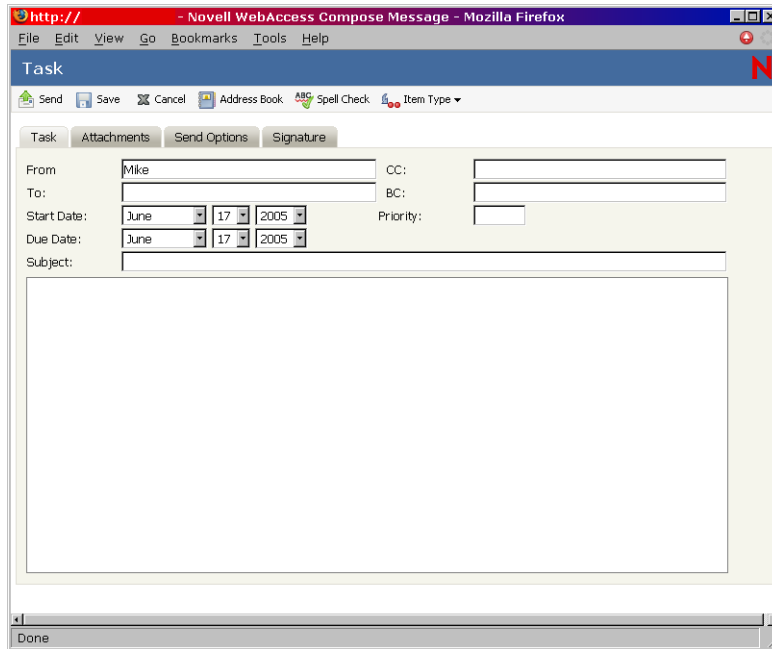 http:// - Novell WebAccess Compose Message - Mozilla Firefox
File Edit View Go Bookmarks Tools Help
Task
N
Send Save Cancel Address Book ABC Spell Check Item Type
Task Attachments Send Options Signature
From Mike CC:
To: BC:
Start Date: June 17 2005 Priority:
Due Date: June 17 2005
Subject:
Done